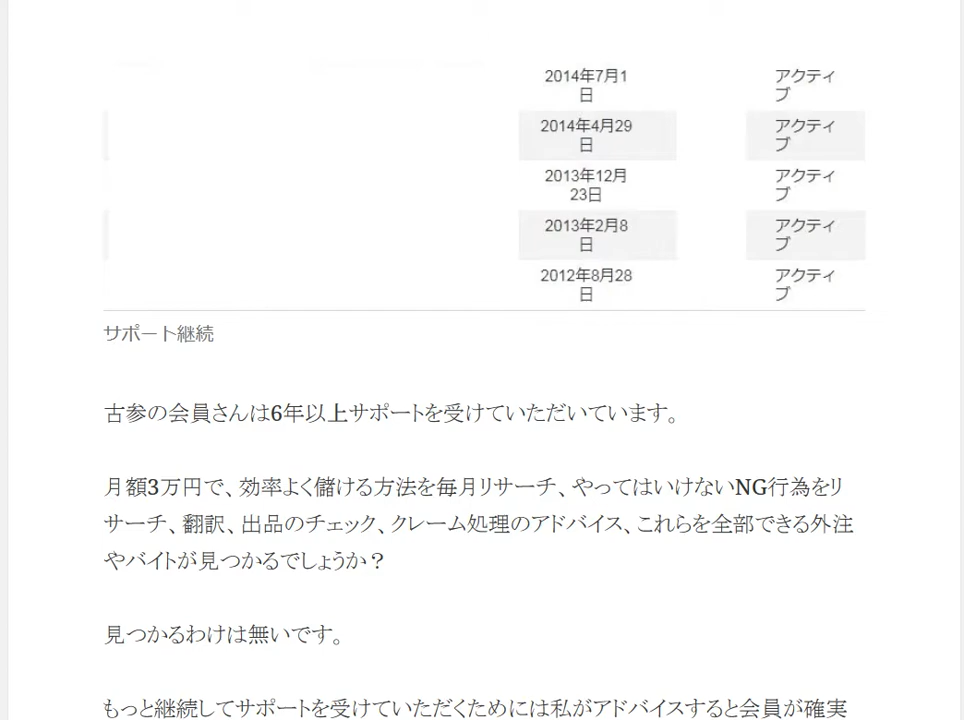 2014年7月1 アクティ
日 ブ
2014年4月29 アクティ
日 ブ
2013年12月 アクティ
23日 ブ
2013年2月8 アクティ
日 ブ
2012年8月28 アクティ
日 ブ
サポート継続
古参の会員さんは6年以上サポートを受けていただいています。
月額3万円で、効率よく儲ける方法を毎月リサーチ、やってはいけないNG行為をリ
サーチ、翻訳、出品のチェック、クレーム処理のアドバイス、これらを全部できる外注
やバイトが見つかるでしょうか？
見つかるわけは無いです。
もっと継続してサポートを受けていただくためには私がアドバイスすると会員が確実